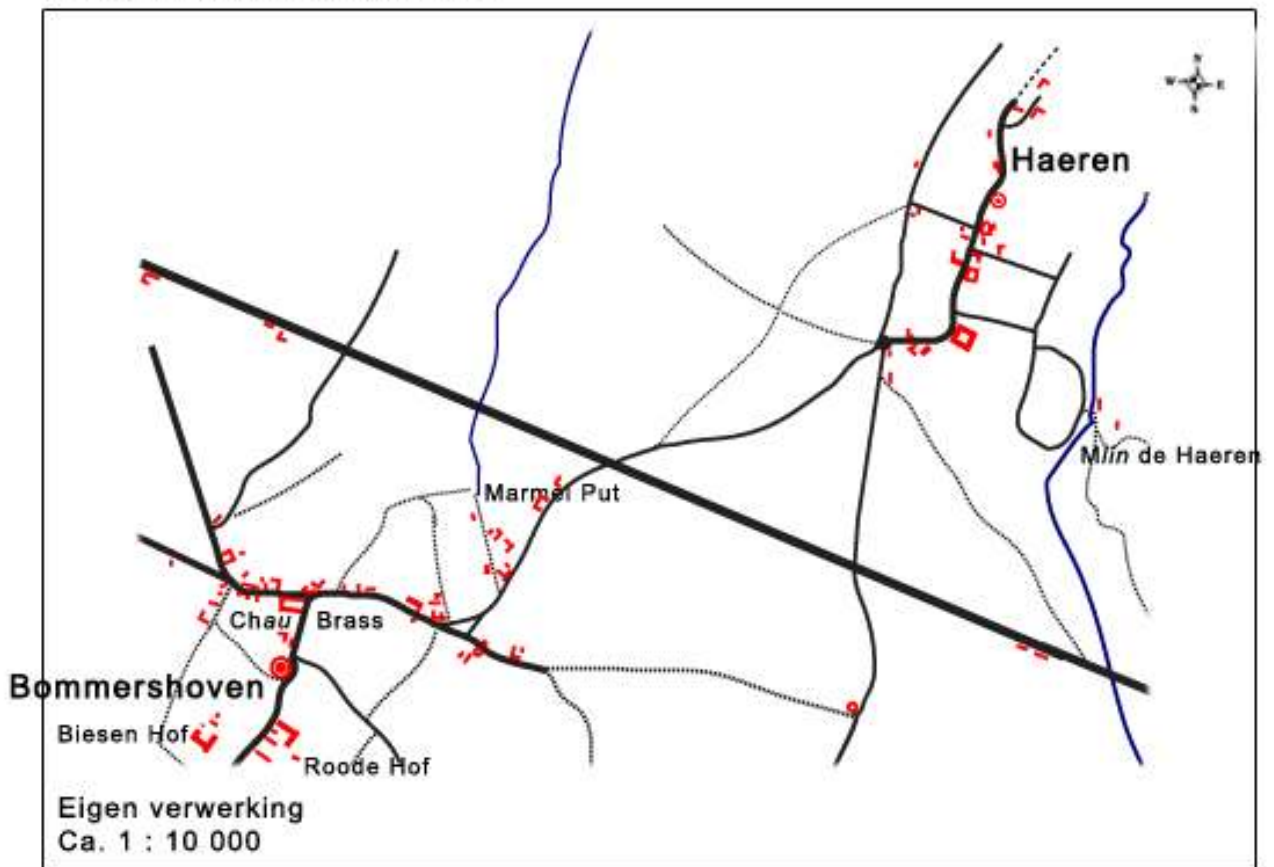 N
W E
S
Haeren
Mlin de Haeren
Marmel Put
Chau Brass
Bommershoven
Biesen Hof
Roode Hof
Eigen verwerking
Ca. 1 : 10 000